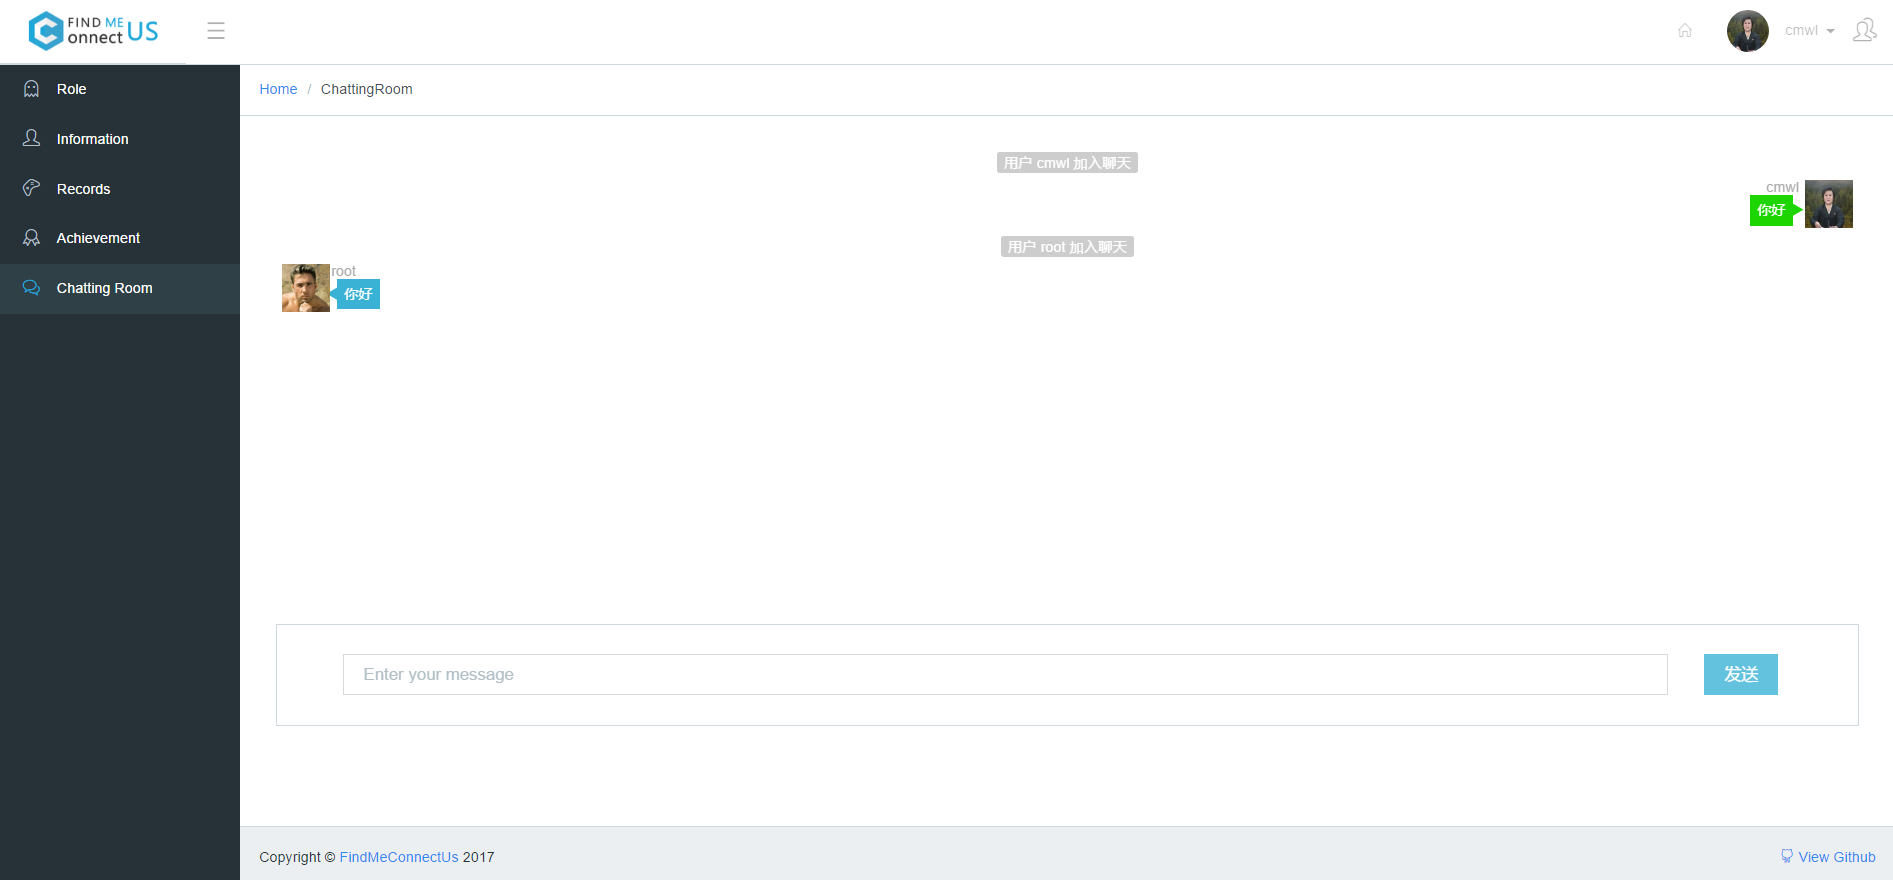 FIND ME
onnect US
cmwl
Role
Information
Records
Achievement
Chatting Room
Home / ChattingRoom
用户 cmwl 加入聊天
cmwl
你好
用户 root 加入聊天
root
你好
Enter your message
发送
Copyright © FindMeConnectUs 2017
View Github